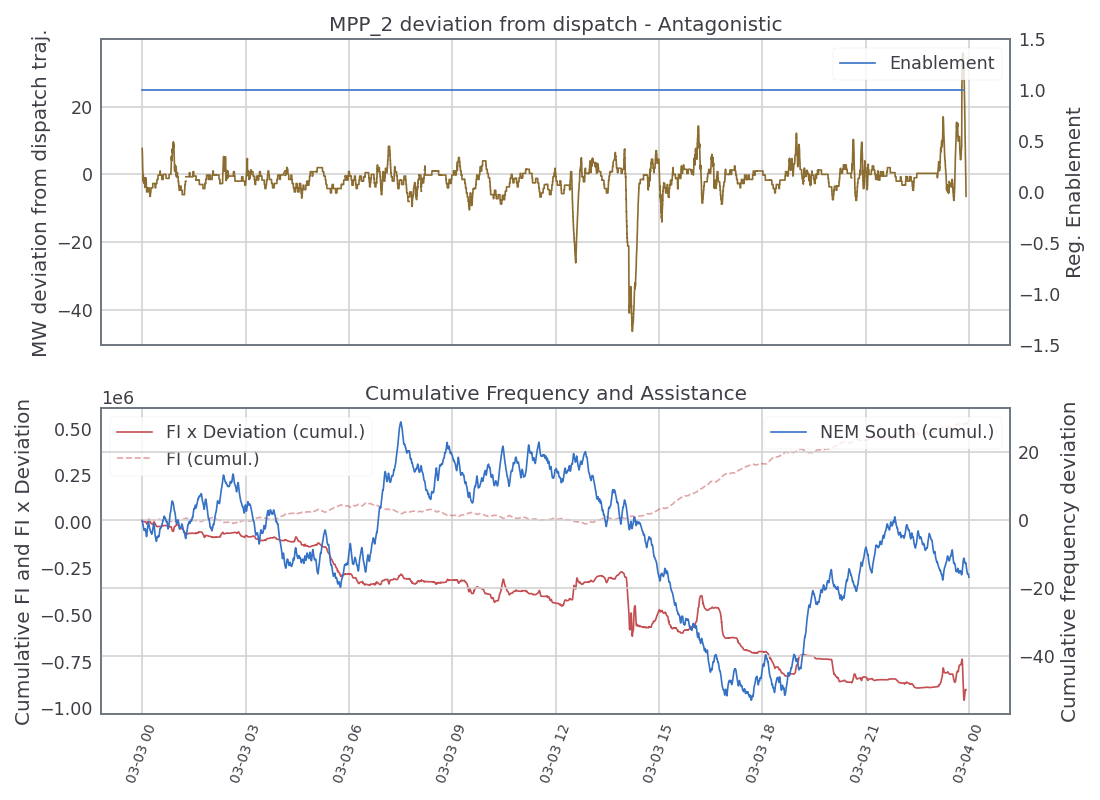 MPP_2 deviation from dispatch - Antagonistic
MW deviation from dispatch traj.
20
0
−20
−40
Enablement
1.5
1.0
0.5
0.0
−0.5
−1.0
−1.5
Reg. Enablement
Cumulative Frequency and Assistance
1e6
Cumulative FI and FI x Deviation
0.50
0.25
0.00
−0.25
−0.50
−0.75
−1.00
FI x Deviation (cumul.)
FI (cumul.)
NEM South (cumul.)
20
0
−20
−40
Cumulative frequency deviation
03-03 00
03-03 03
03-03 06
03-03 09
03-03 12
03-03 15
03-03 18
03-03 21
03-04 00